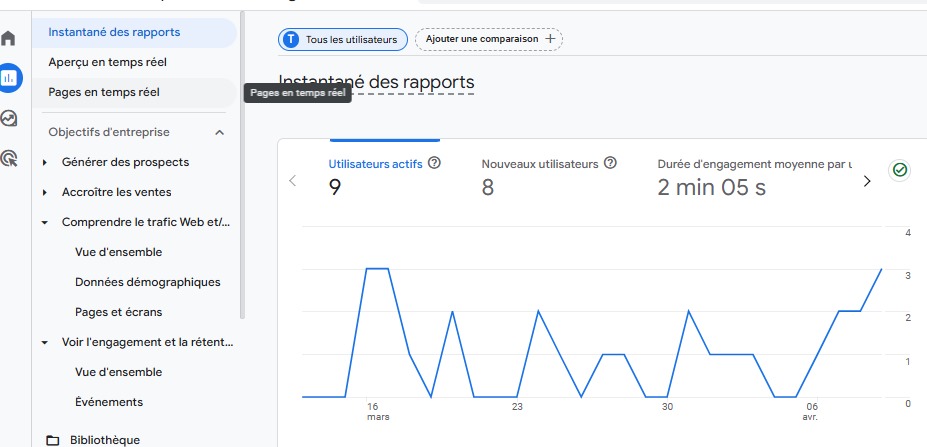 Instantané des rapports
Aperçu en temps réel
Pages en temps réel
Objectifs d'entreprise
Générer des prospects
Accroître les ventes
Comprendre le trafic Web et/...
Vue d'ensemble
Données démographiques
Pages et écrans
Voir l'engagement et la rétent...
Vue d'ensemble
Événements
Bibliothèque
T Tous les utilisateurs
Ajouter une comparaison
Instantané des rapports
Pages en temps réel
Utilisateurs actifs
9
Nouveaux utilisateurs
8
Durée d'engagement moyenne par u
2 min 05 s
4
3
2
1
0
16
mars
23
30
06
avr.